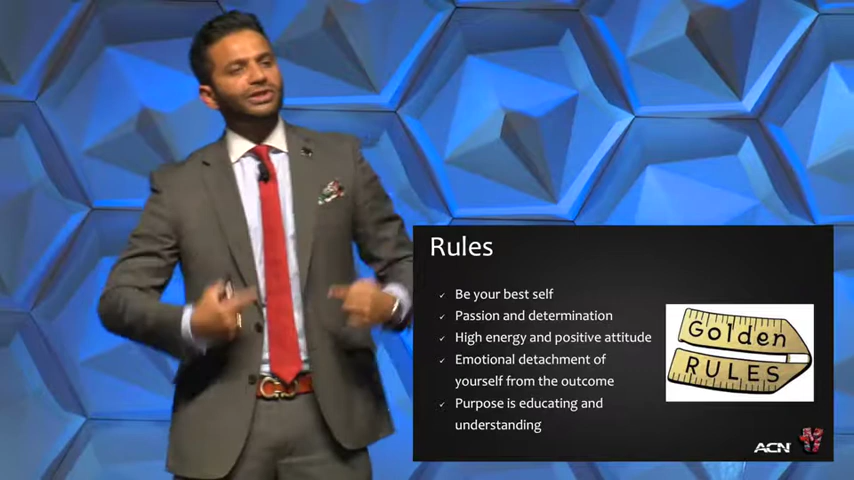 Rules
Be your best self
Passion and determination
High energy and positive attitude
Emotional detachment of
yourself from the outcome
Purpose is educating and
understanding
Golden
RULES
ACN